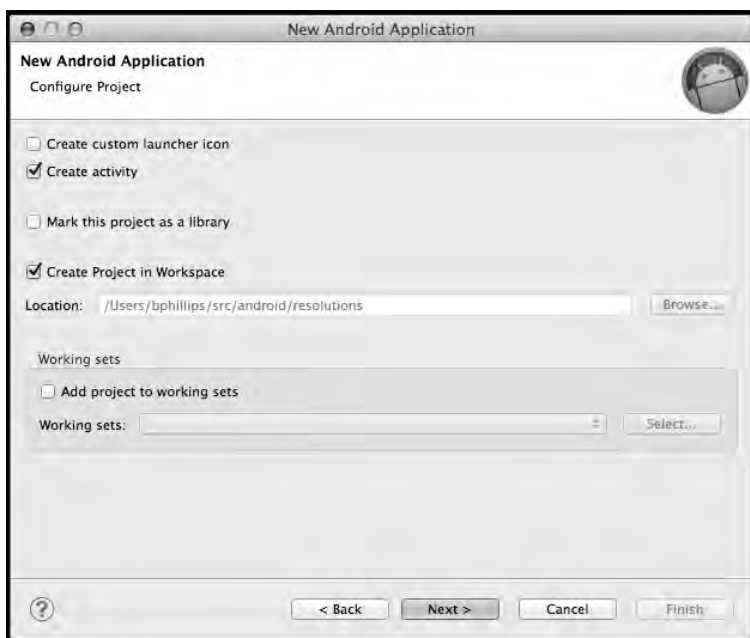 New Android Application
New Android Application
Configure Project
Create custom launcher icon
Create activity
Mark this project as a library
Create Project in Workspace
Location: /Users/bphillips/src/android/resolutions Browse...
Working sets
Add project to working sets
Working sets: Select...
? < Back Next > Cancel Finish